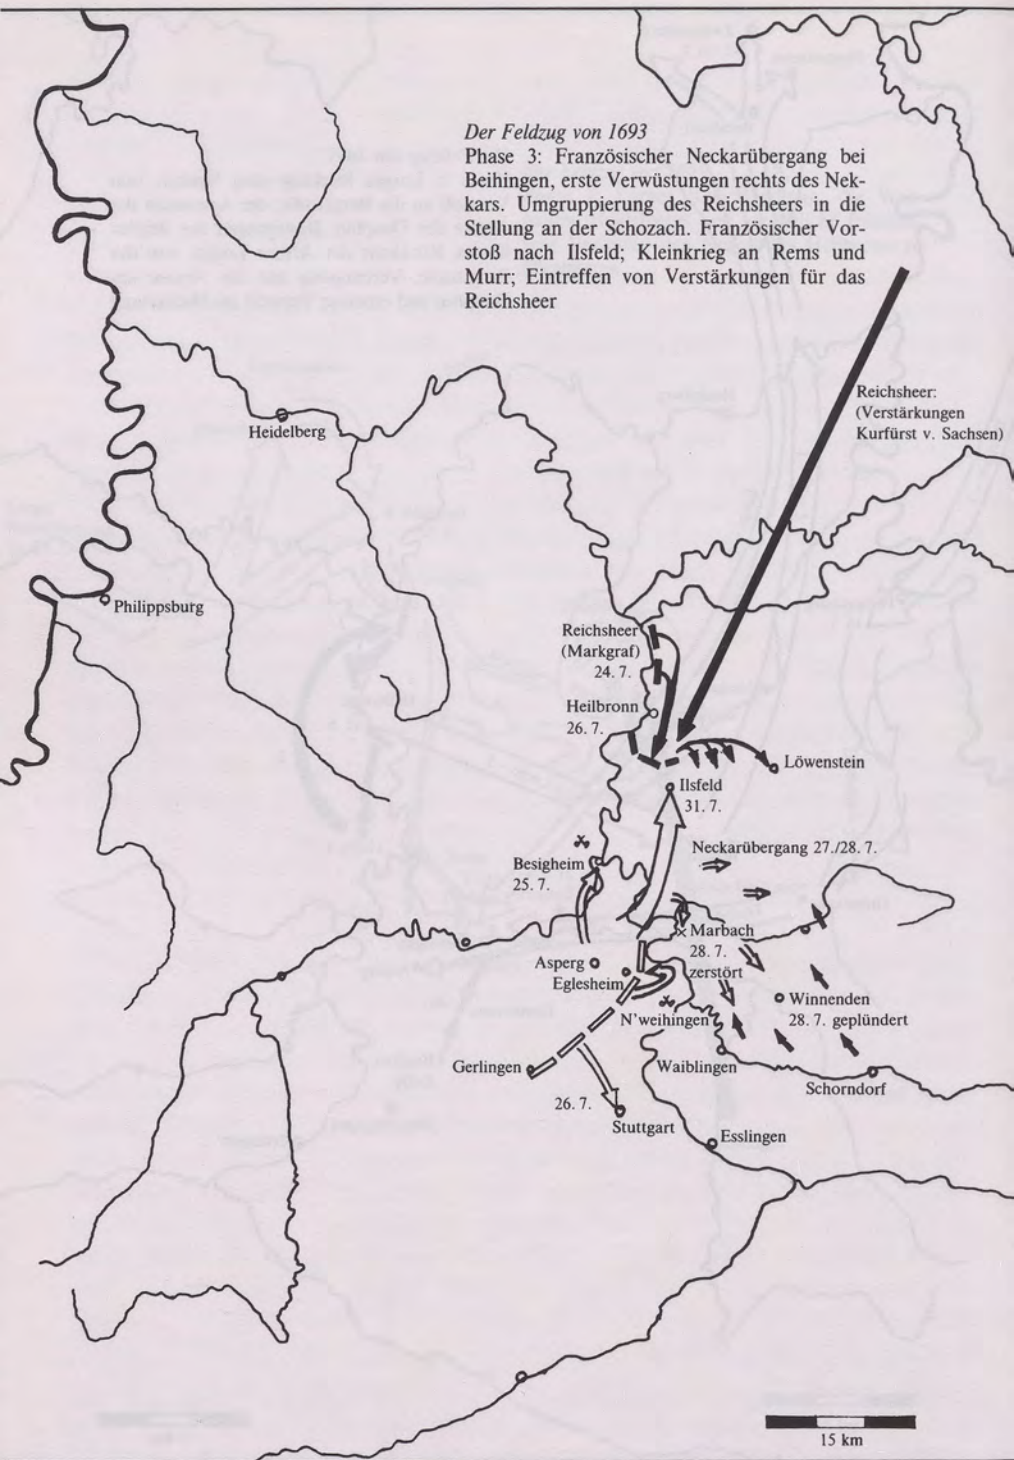 Der Feldzug von 1693
Phase 3: Französischer Neckarübergang bei
Beihingen, erste Verwüstungen rechts des Nek-
kars. Umgruppierung des Reichsheers in die
Stellung an der Schozach. Französischer Vor-
stoß nach Ilsfeld; Kleinkrieg an Rems und
Murr; Eintreffen von Verstärkungen für das
Reichsheer
Reichsheer:
(Verstärkungen
Kurfürst v. Sachsen)
Heidelberg
Philippsburg
Reichsheer
(Markgraf)
24. 7.
Heilbronn
26. 7.
Löwenstein
Ilsfeld
31. 7.
Neckarübergang 27./28. 7.
Besigheim
25. 7.
Marbach
28. 7.
zerstört
Asperg
Eglesheim
Winnenden
28. 7. geplündert
N'weihingen
Gerlingen
Waiblingen
Schorndorf
26. 7.
Stuttgart
Esslingen
15 km